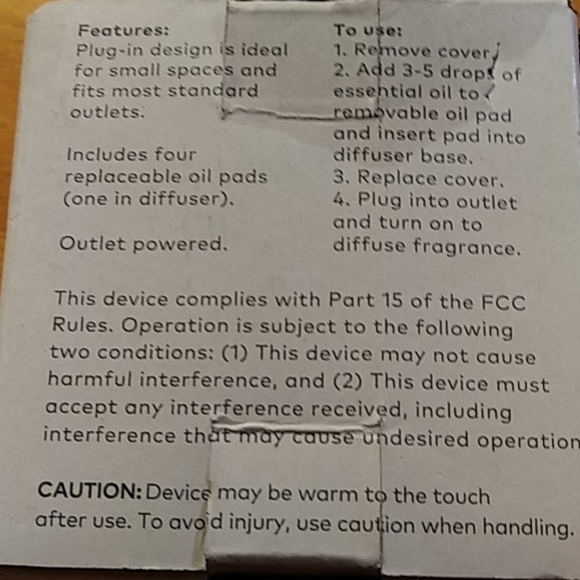 Features:
Plug-in design is ideal
for small spaces and
fits most standard
outlets.
Includes four
replaceable oil pads
(one in diffuser).
Outlet powered.
To use:
1. Remove cover.
2. Add 3-5 drops of
essential oil to
removable oil pad
and insert pad into
diffuser base.
3. Replace cover.
4. Plug into outlet
and turn on to
diffuse fragrance.
This device complies with Part 15 of the FCC
Rules. Operation is subject to the following
two conditions: (1) This device may not cause
harmful interference, and (2) This device must
accept any interference received, including
interference that may cause undesired operation
CAUTION: Device may be warm to the touch
after use. To avoid injury, use caution when handling.